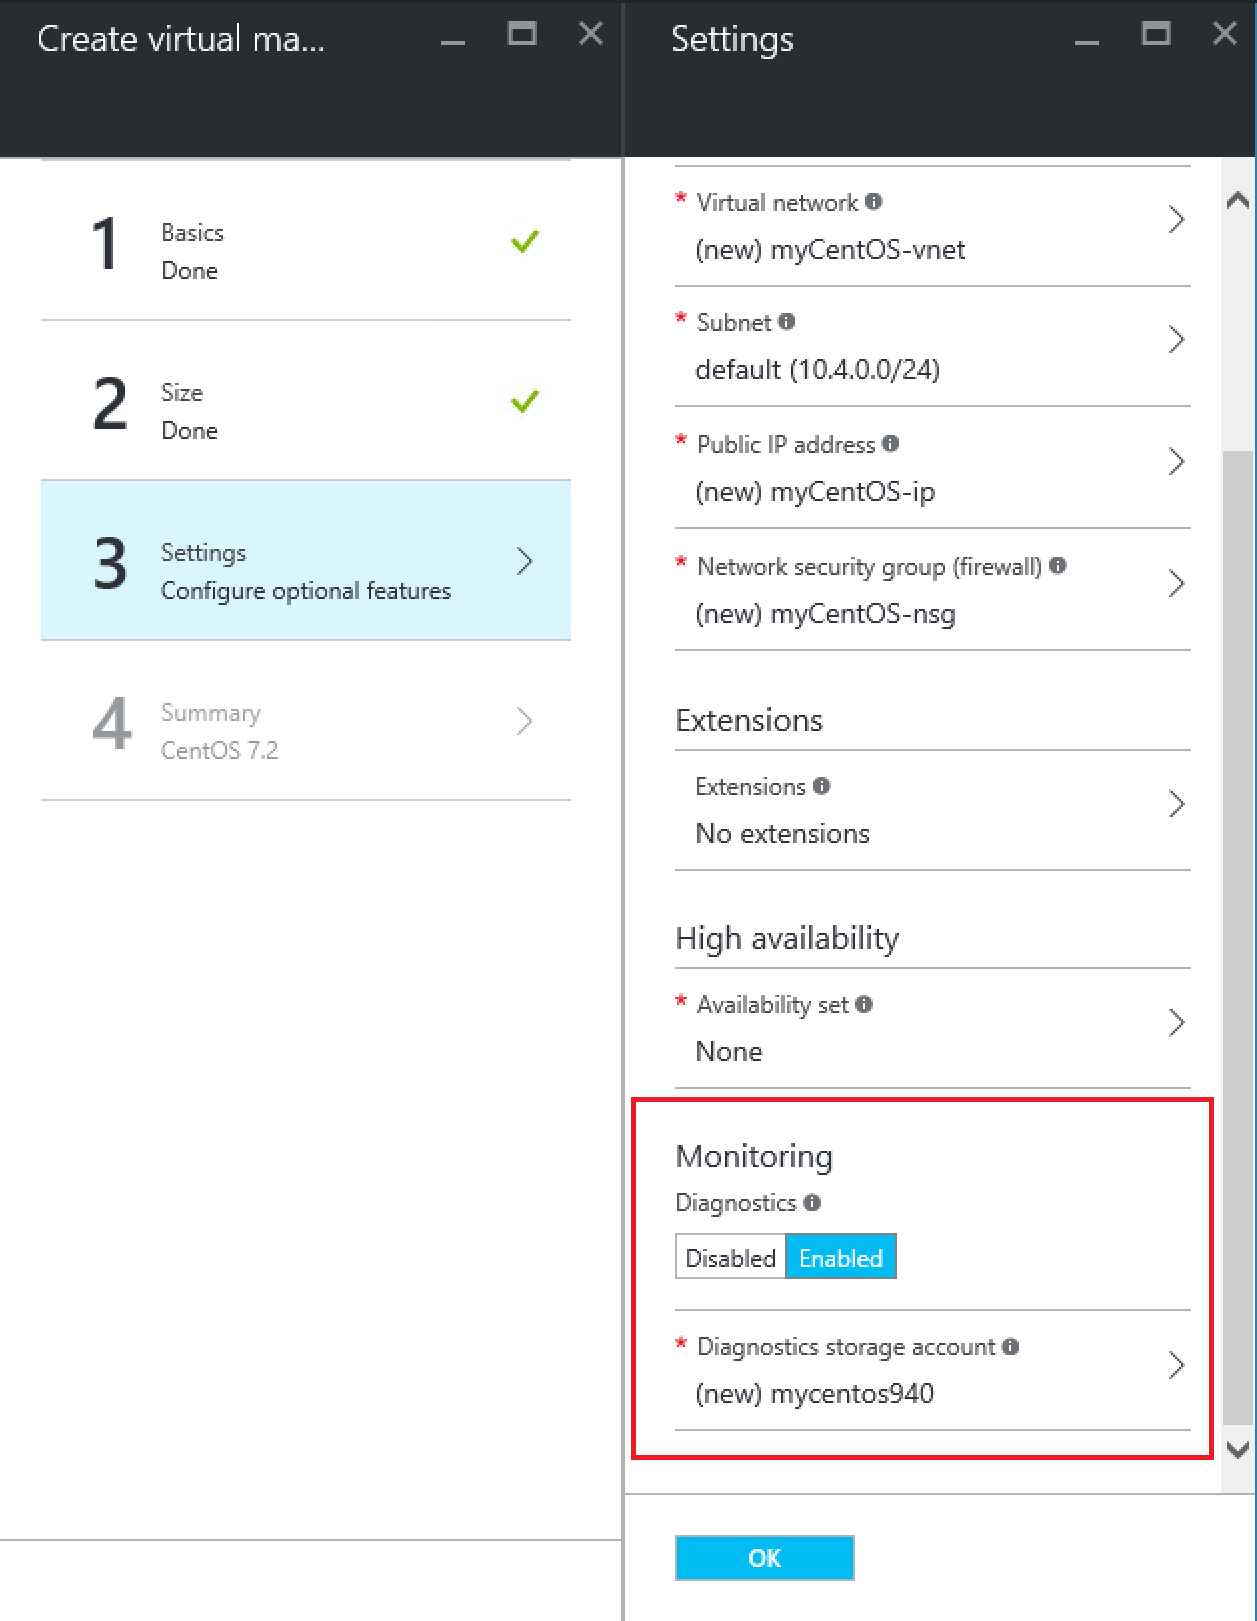 Create virtual ma...
1
Basics
Done
2
Size
Done
3
Settings
Configure optional features
4
Summary
CentOS 7.2
Settings
* Virtual network
(new) myCentOS-vnet
* Subnet
default (10.4.0.0/24)
* Public IP address
(new) myCentOS-ip
* Network security group (firewall)
(new) myCentOS-nsg
Extensions
Extensions
No extensions
High availability
* Availability set
None
Monitoring
Diagnostics
Disabled Enabled
* Diagnostics storage account
(new) mycentos940
OK